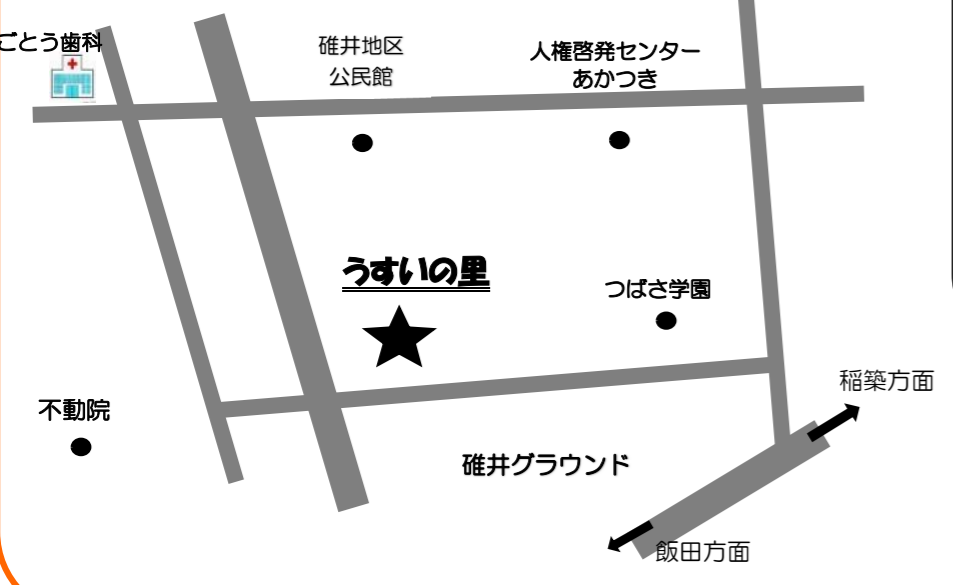 ごとう歯科
碓井地区
公民館
人権啓発センター
あかつき
うすいの里
つばさ学園
稲築方面
不動院
碓井グラウンド
飯田方面